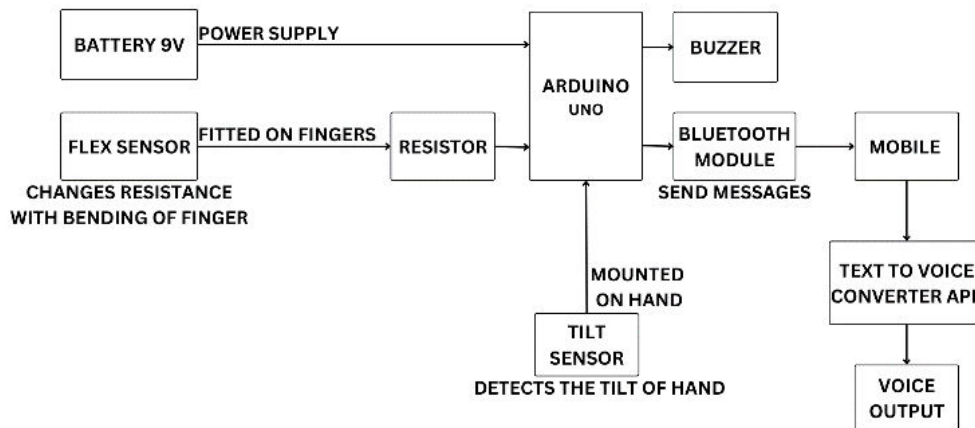 BATTERY 9V
POWER SUPPLY
ARDUINO
UNO
BUZZER
FLEX SENSOR
FITTED ON FINGERS
RESISTOR
BLUETOOTH
MODULE
MOBILE
CHANGES RESISTANCE
WITH BENDING OF FINGER
SEND MESSAGES
MOUNTED
ON HAND
TEXT TO VOICE
CONVERTER API
TILT
SENSOR
DETECTS THE TILT OF HAND
VOICE
OUTPUT